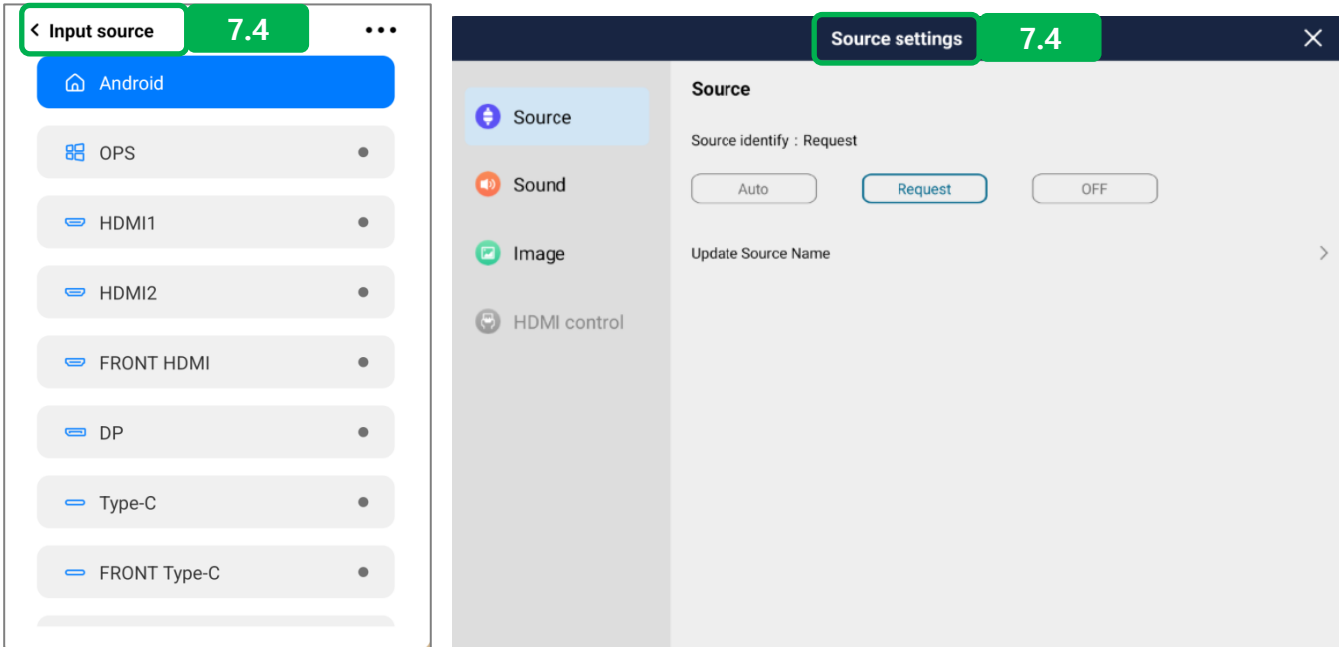 Input source
7.4
Android
OPS
HDMI1
HDMI2
FRONT HDMI
DP
Type-C
FRONT Type-C
Source settings
7.4
Source
Sound
Image
HDMI control
Source
Source identify : Request
Auto
Request
OFF
Update Source Name